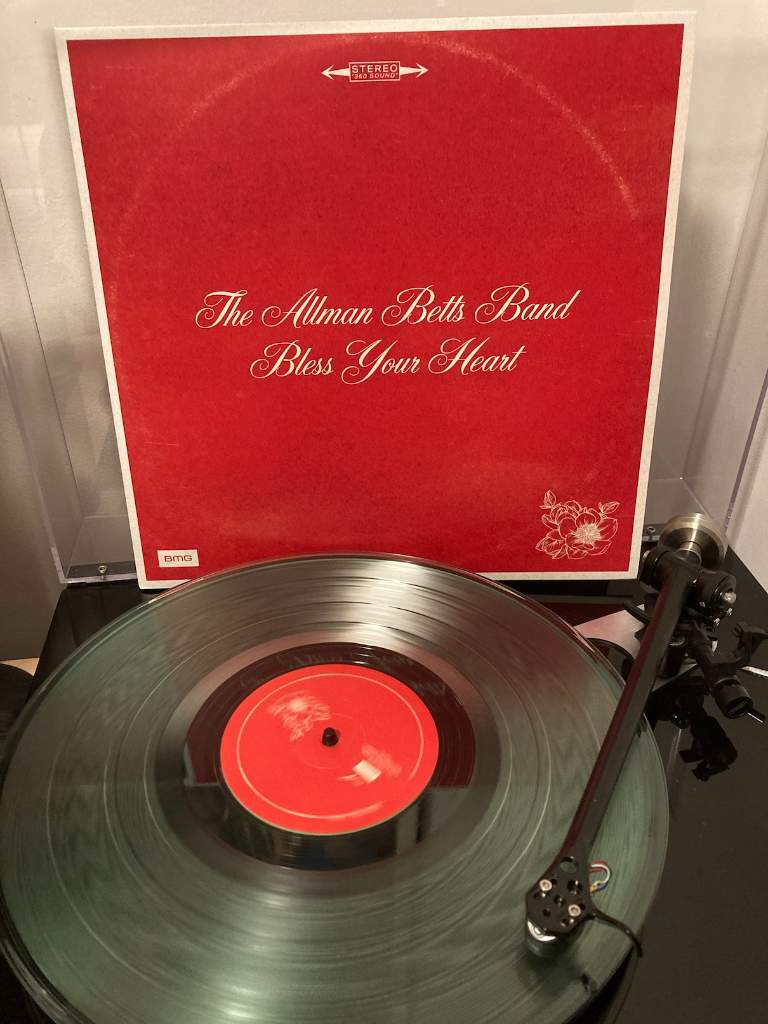 STEREO
"360 SOUND"
The Allman Betts Band
Bless Your Heart
BMG